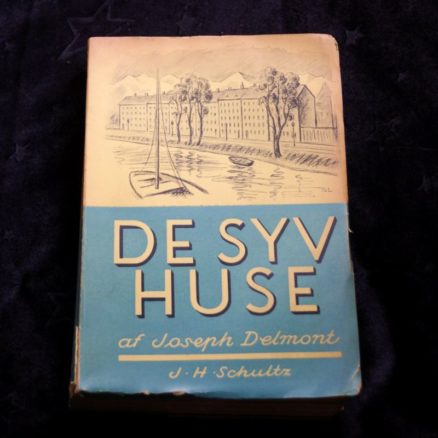 DE SYV
HUSE
af Joseph Delmont
J·H·Schultz